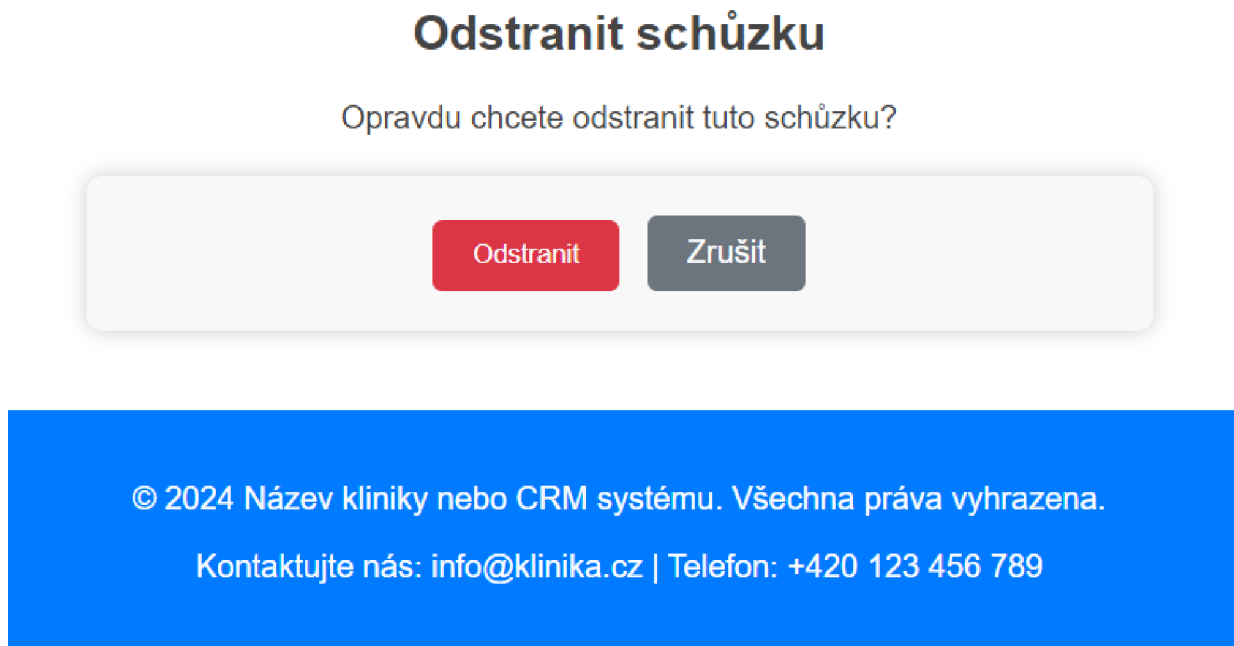 Odstranit schůzku
Opravdu chcete odstranit tuto schůzku?
Odstranit
Zrušit
© 2024 Název kliniky nebo CRM systému. Všechna práva vyhrazena.
Kontaktujte nás: info@klinika.cz | Telefon: +420 123 456 789